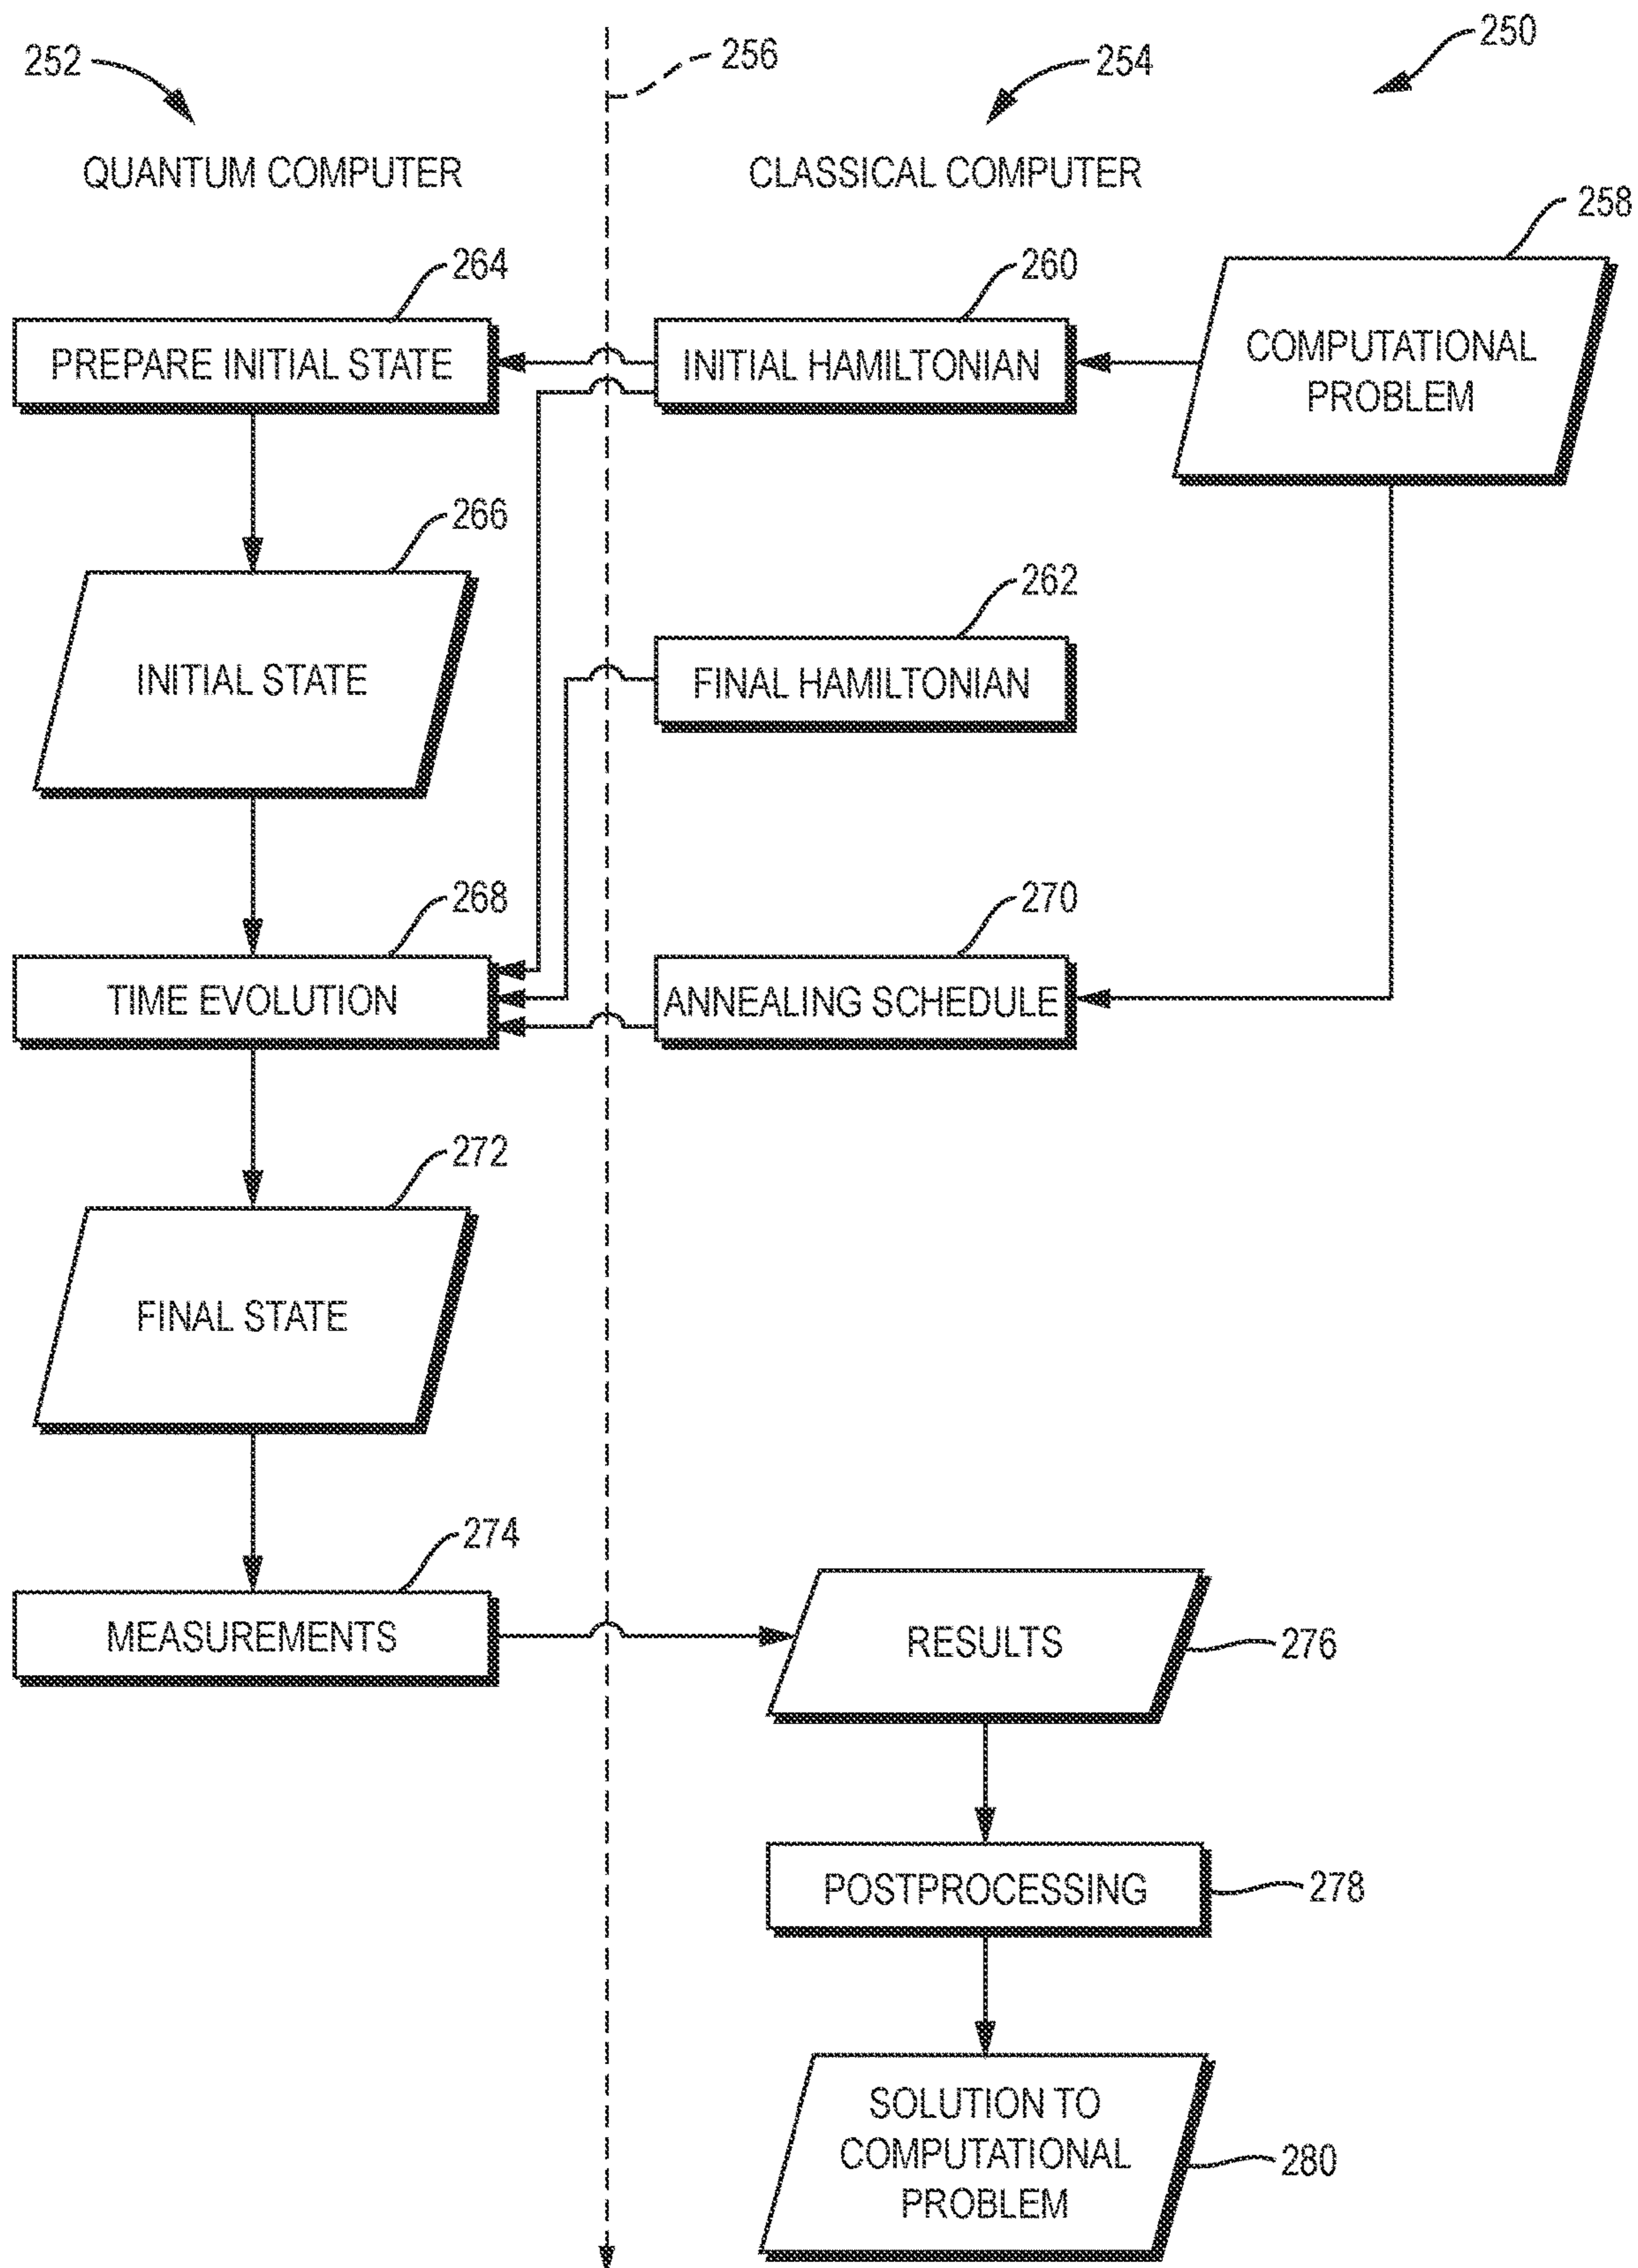 250
252
256
254
QUANTUM COMPUTER
CLASSICAL COMPUTER
258
264
260
PREPARE INITIAL STATE
INITIAL HAMILTONIAN
COMPUTATIONAL
PROBLEM
266
262
INITIAL STATE
FINAL HAMILTONIAN
268
270
TIME EVOLUTION
ANNEALING SCHEDULE
272
FINAL STATE
274
MEASUREMENTS
RESULTS
276
POSTPROCESSING
278
SOLUTION TO
COMPUTATIONAL
PROBLEM
280